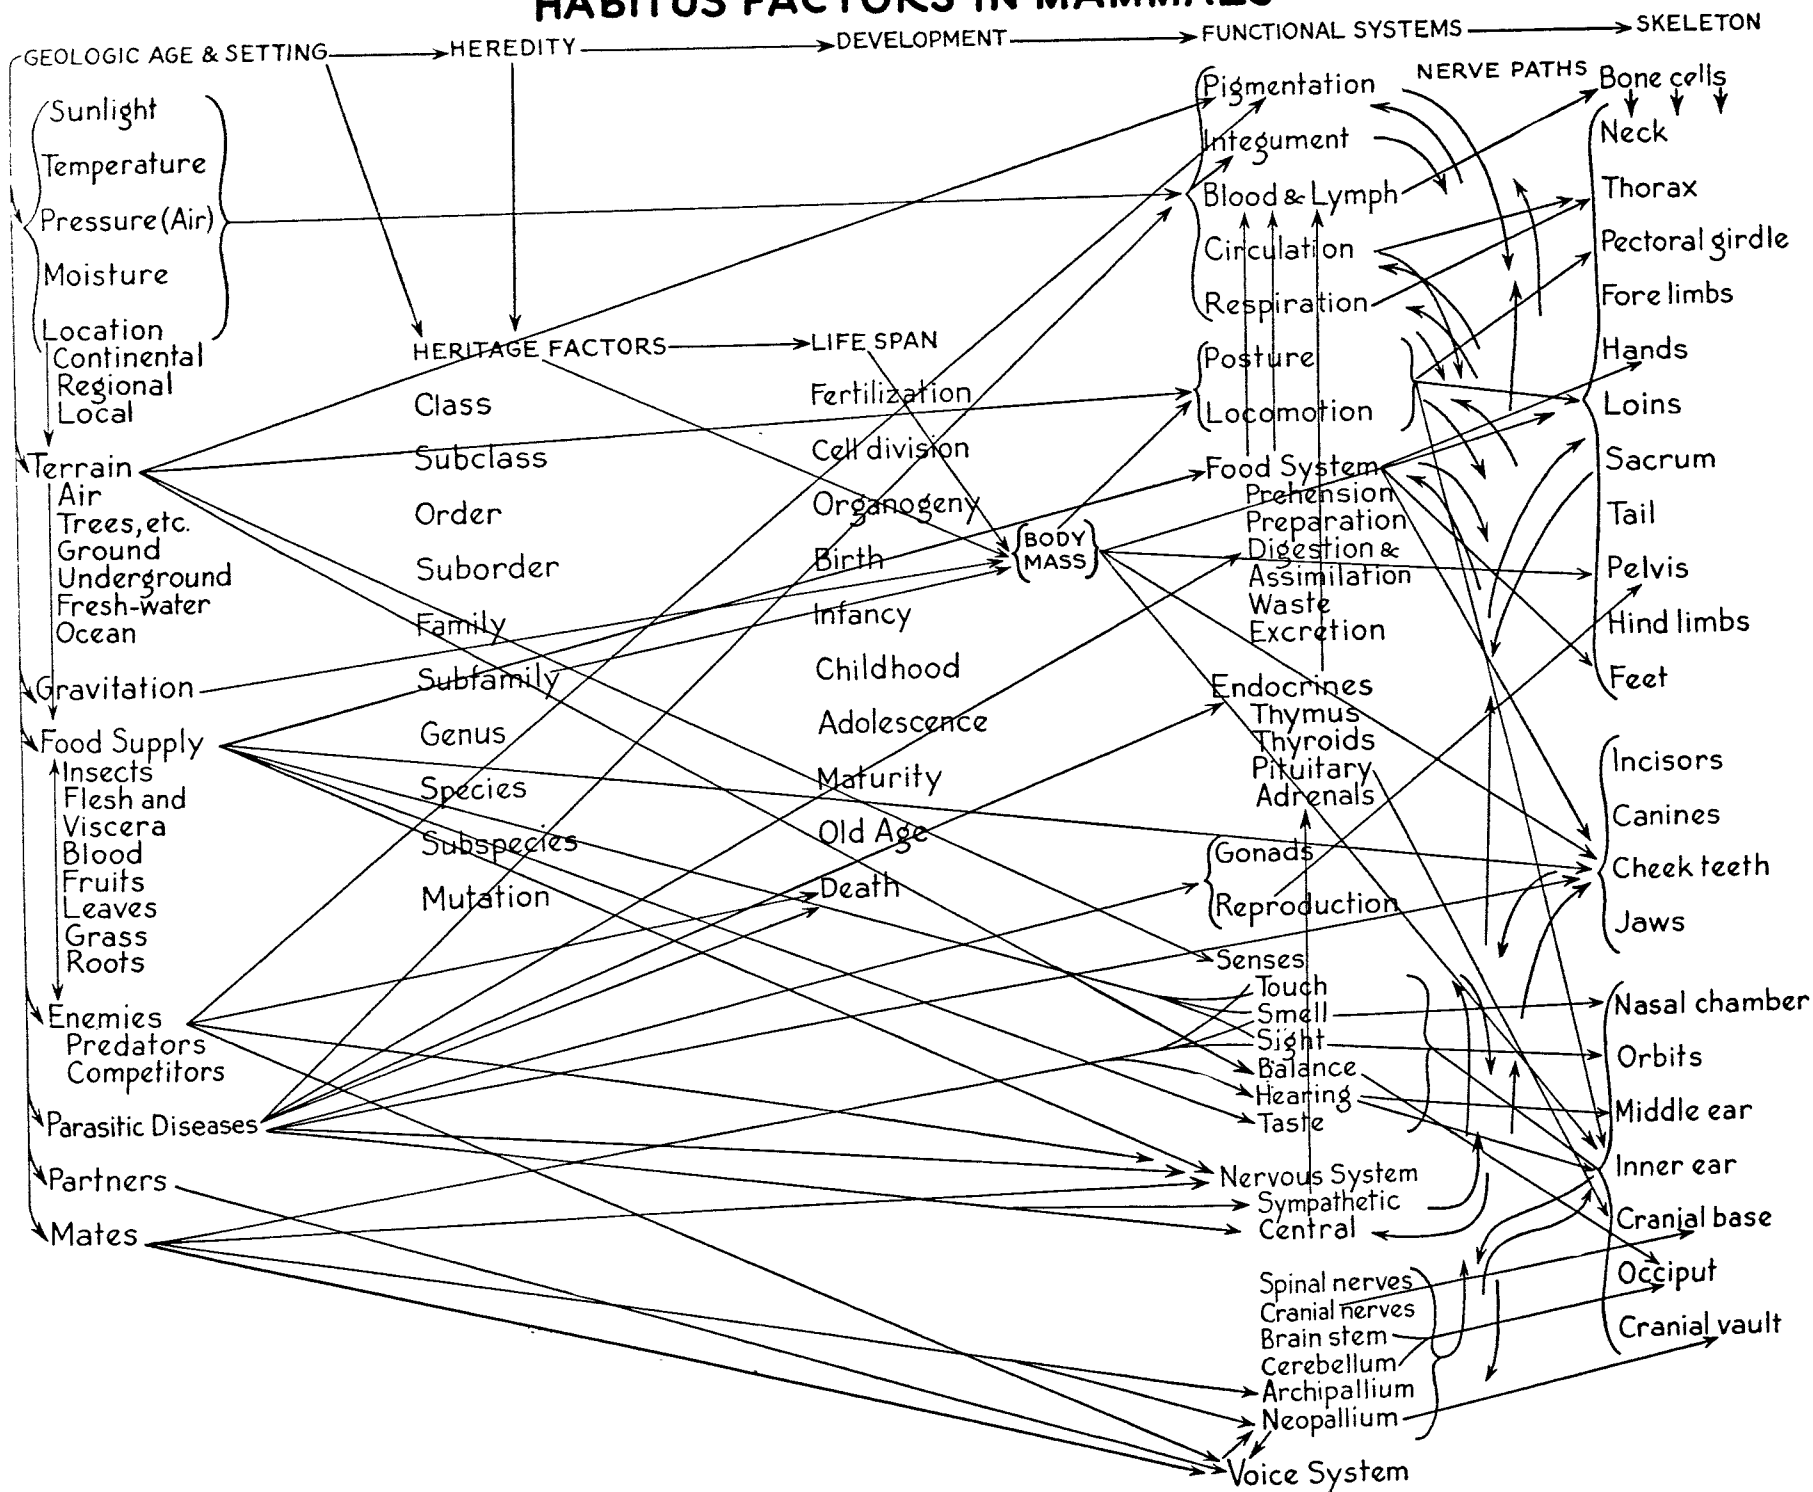 HABITUS FACTORS IN MAMMALS
GEOLOGIC AGE & SETTING
HEREDITY
DEVELOPMENT
FUNCTIONAL SYSTEMS
SKELETON
Sunlight
Temperature
Pressure (Air)
Moisture
Location
Continental
Regional
Local
Terrain
Air
Trees, etc.
Ground
Underground
Fresh-water
Ocean
Gravitation
Food Supply
Insects
Flesh and
Viscera
Blood
Fruits
Leaves
Grass
Roots
Enemies
Predators
Competitors
Parasitic Diseases
Partners
Mates
HERITAGE FACTORS
Class
Subclass
Order
Suborder
Family
Subfamily
Genus
Species
Subspecies
Mutation
LIFE SPAN
Fertilization
Cell division
Organogeny
Birth
Infancy
Childhood
Adolescence
Maturity
Old Age
Death
BODY
MASS
Pigmentation
Integument
Blood & Lymph
Circulation
Respiration
Posture
Locomotion
Food System
Prehension
Preparation
Digestion &
Assimilation
Waste
Excretion
Endocrines
Thymus
Thyroids
Pituitary
Adrenals
Gonads
Reproduction
Senses
Touch
Smell
Sight
Balance
Hearing
Taste
Nervous System
Sympathetic
Central
Spinal nerves
Cranial nerves
Brain stem
Cerebellum
Archipallium
Neopallium
Voice System
NERVE PATHS
Bone cells
Neck
Thorax
Pectoral girdle
Fore limbs
Hands
Loins
Sacrum
Tail
Pelvis
Hind limbs
Feet
Incisors
Canines
Cheek teeth
Jaws
Nasal chamber
Orbits
Middle ear
Inner ear
Cranial base
Occiput
Cranial vault